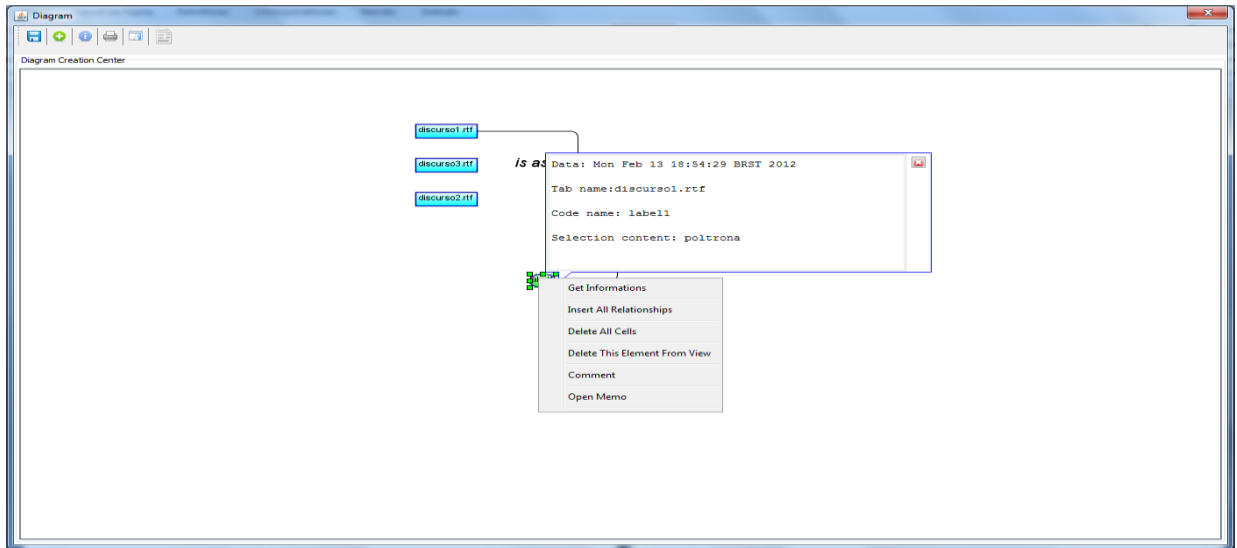 Diagram
Diagram Creation Center
discurso1.rtf
discurso3.rtf
is as
discurso2.rtf
Data: Mon Feb 13 18:54:29 BRST 2012
Tab name:discurso1.rtf
Code name: label1
Selection content: poltrona
Get Informations
Insert All Relationships
Delete All Cells
Delete This Element From View
Comment
Open Memo